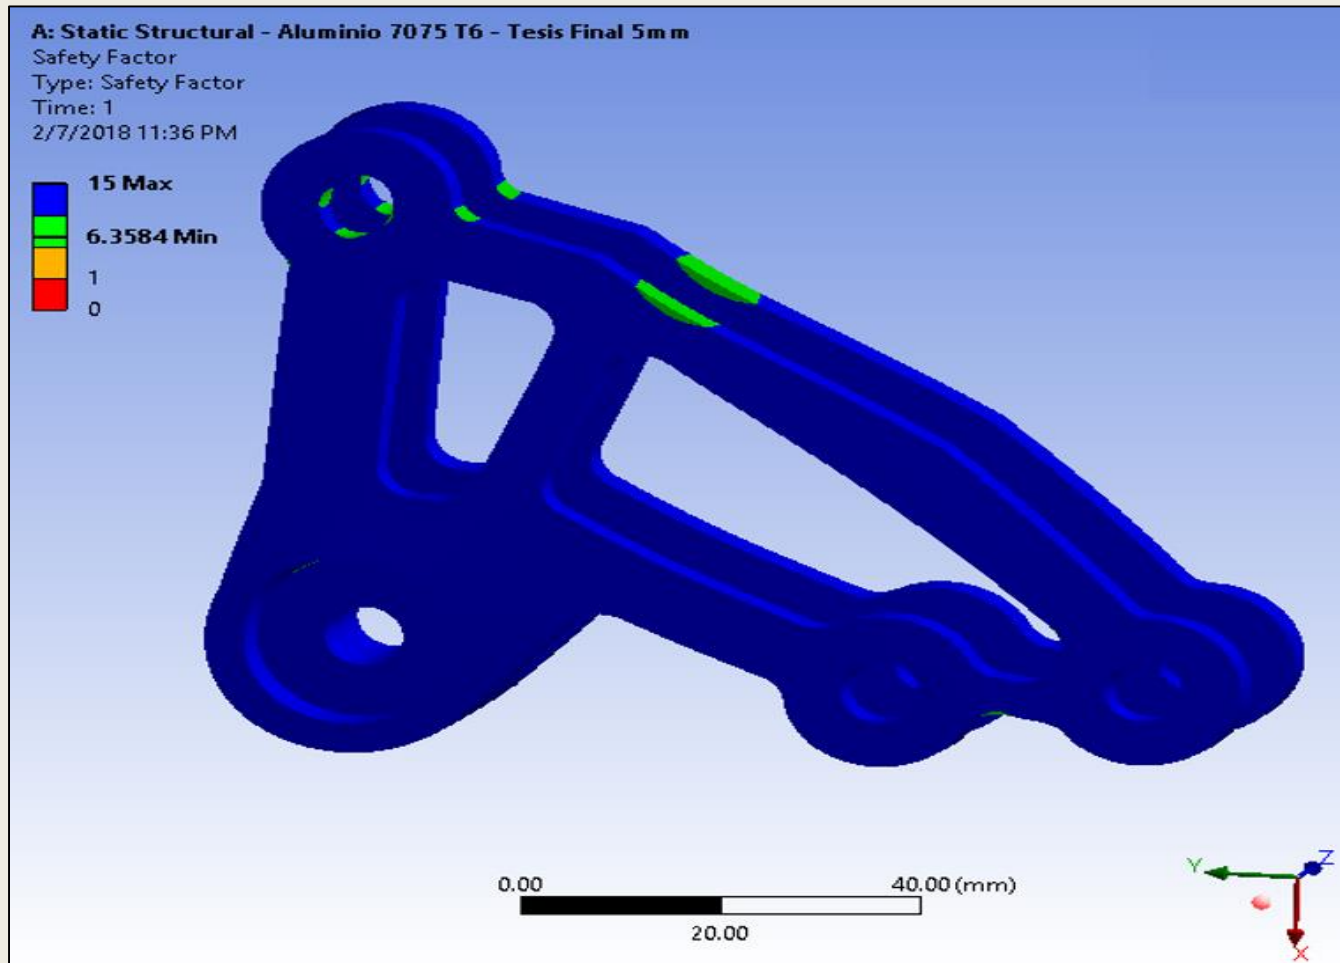 A: Static Structural - Aluminio 7075 T6 - Tesis Final 5mm
Safety Factor
Type: Safety Factor
Time: 1
2/7/2018 11:36 PM
15 Max
6.3584 Min
1
0
0.00
40.00 (mm)
20.00
Y
Z
X